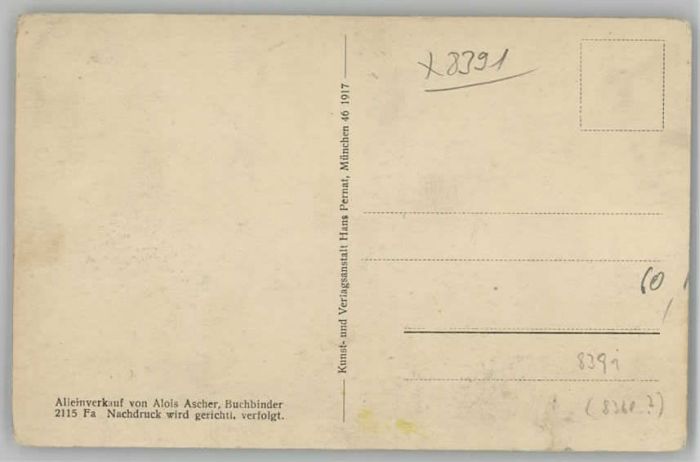 x8391
Kunst- und Verlagsanstalt Hans Pernat, München 46 1917
60,
8391
(8360?)
Alleinverkauf von Alois Ascher, Buchbinder
2115 Fa Nachdruck wird gerichtl. verfolgt.